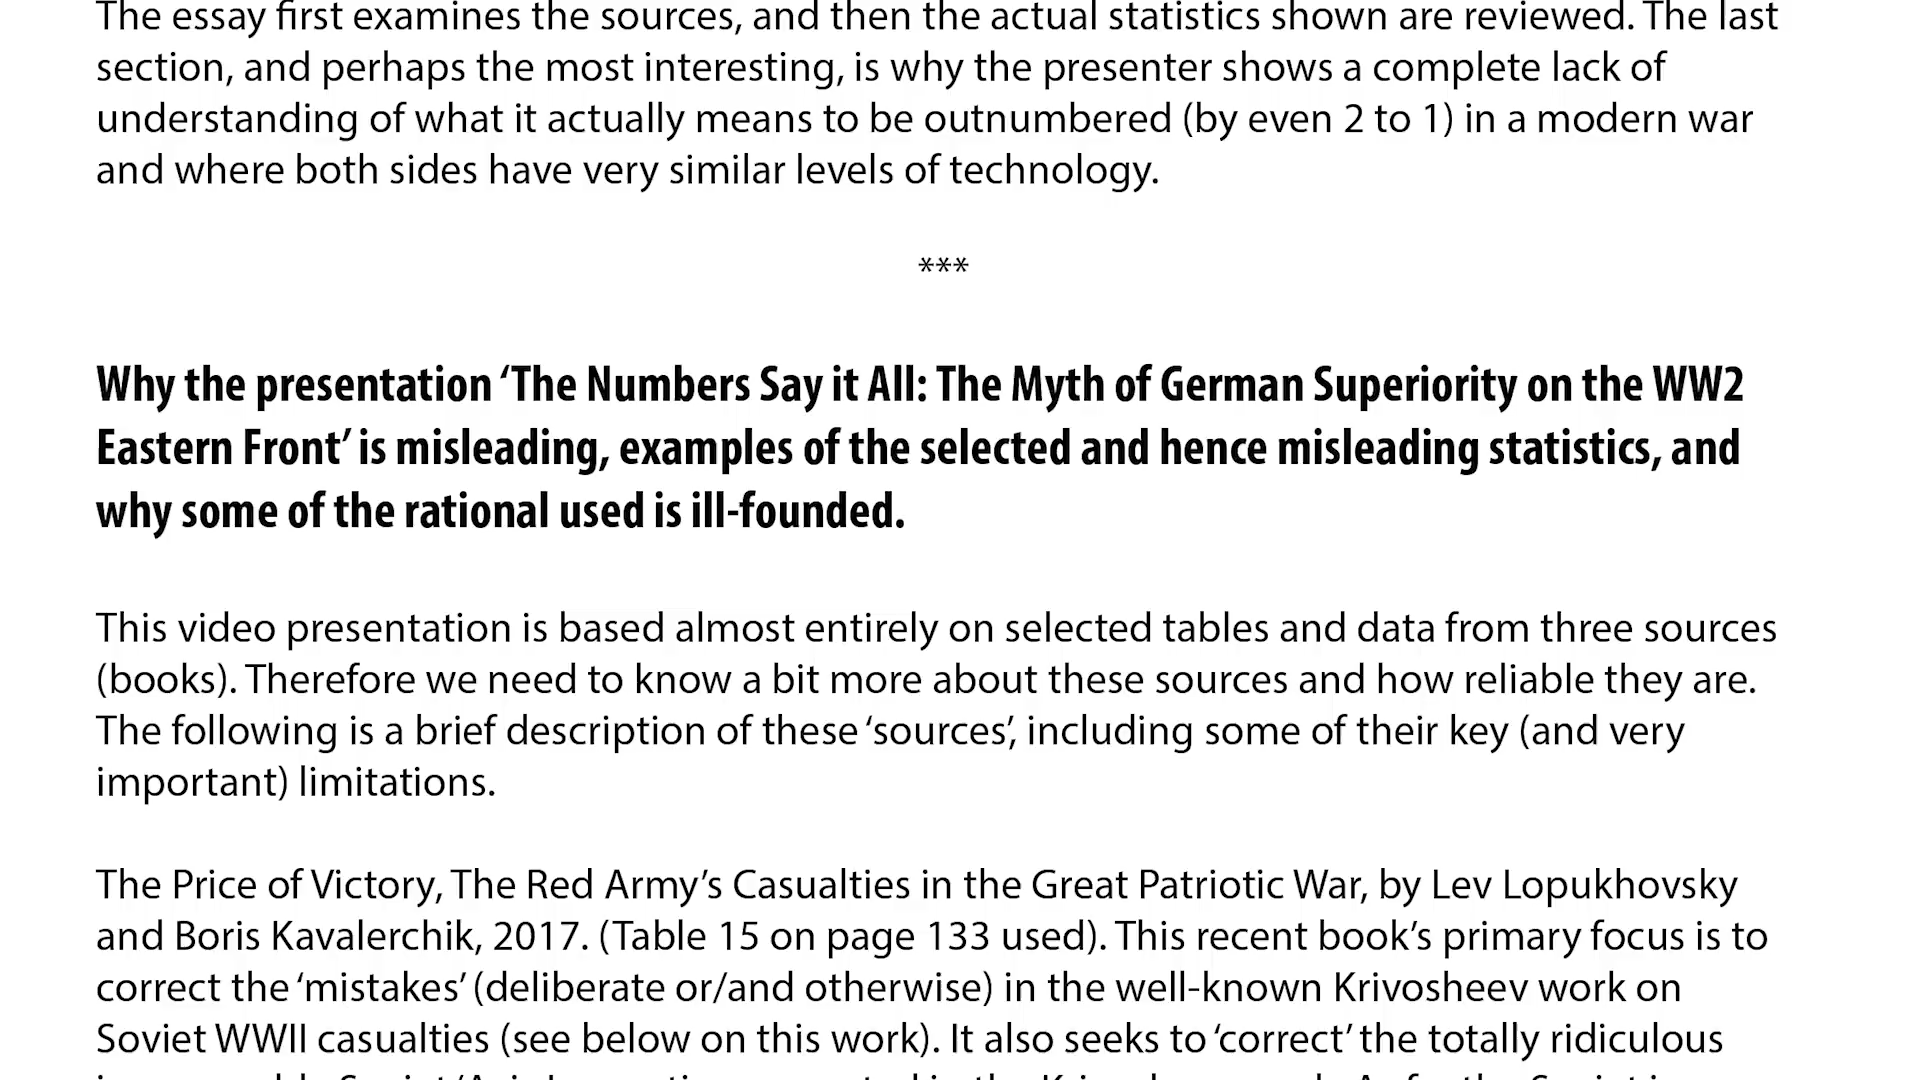 The essay first examines the sources, and then the actual statistics shown are reviewed. The last
section, and perhaps the most interesting, is why the presenter shows a complete lack of
understanding of what it actually means to be outnumbered (by even 2 to 1) in a modern war
and where both sides have very similar levels of technology.
***
Why the presentation ‘The Numbers Say it All: The Myth of German Superiority on the WW2
Eastern Front’ is misleading, examples of the selected and hence misleading statistics, and
why some of the rational used is ill-founded.
This video presentation is based almost entirely on selected tables and data from three sources
(books). Therefore we need to know a bit more about these sources and how reliable they are.
The following is a brief description of these ‘sources’, including some of their key (and very
important) limitations.
The Price of Victory, The Red Army’s Casualties in the Great Patriotic War, by Lev Lopukhovsky
and Boris Kavalerchik, 2017. (Table 15 on page 133 used). This recent book’s primary focus is to
correct the ‘mistakes’ (deliberate or/and otherwise) in the well-known Krivosheev work on
Soviet WWII casualties (see below on this work). It also seeks to ‘correct’ the totally ridiculous